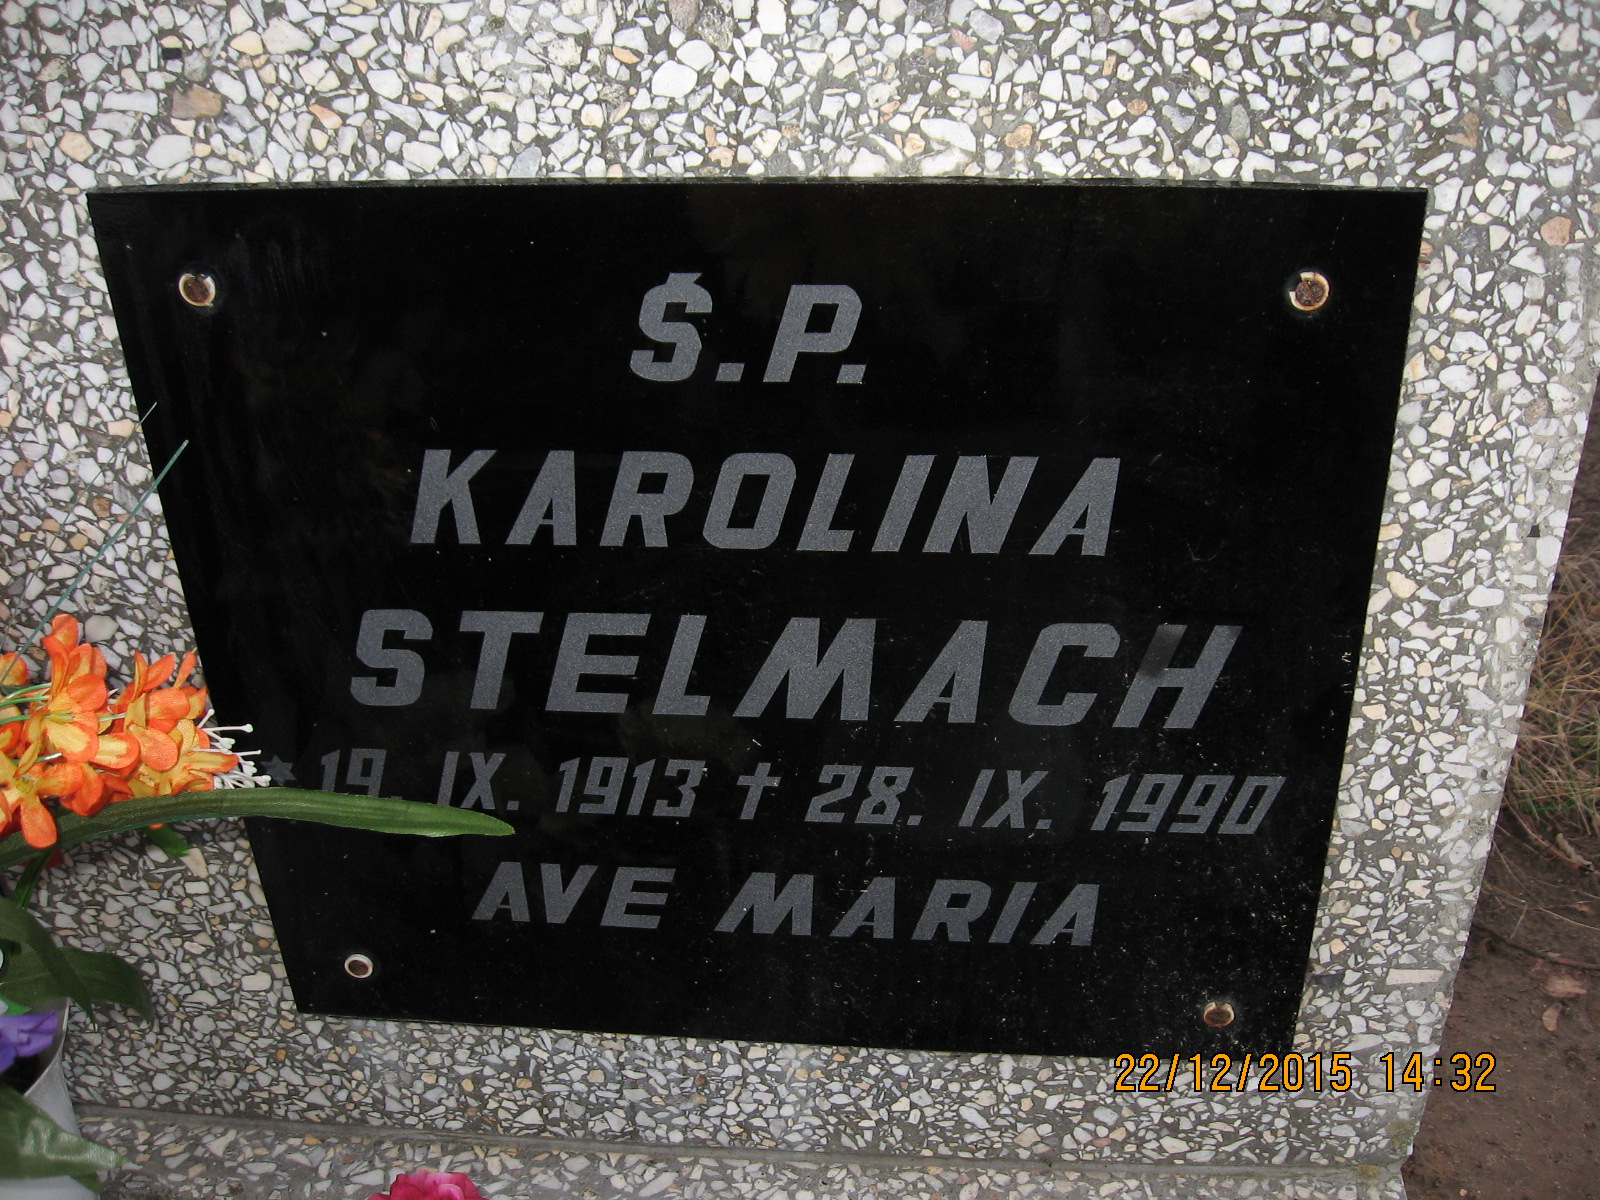 Ś.P.
KAROLINA
STELMACH
* 19. IX. 1913 † 28. IX. 1990
AVE MARIA
22/12/2015 14:32